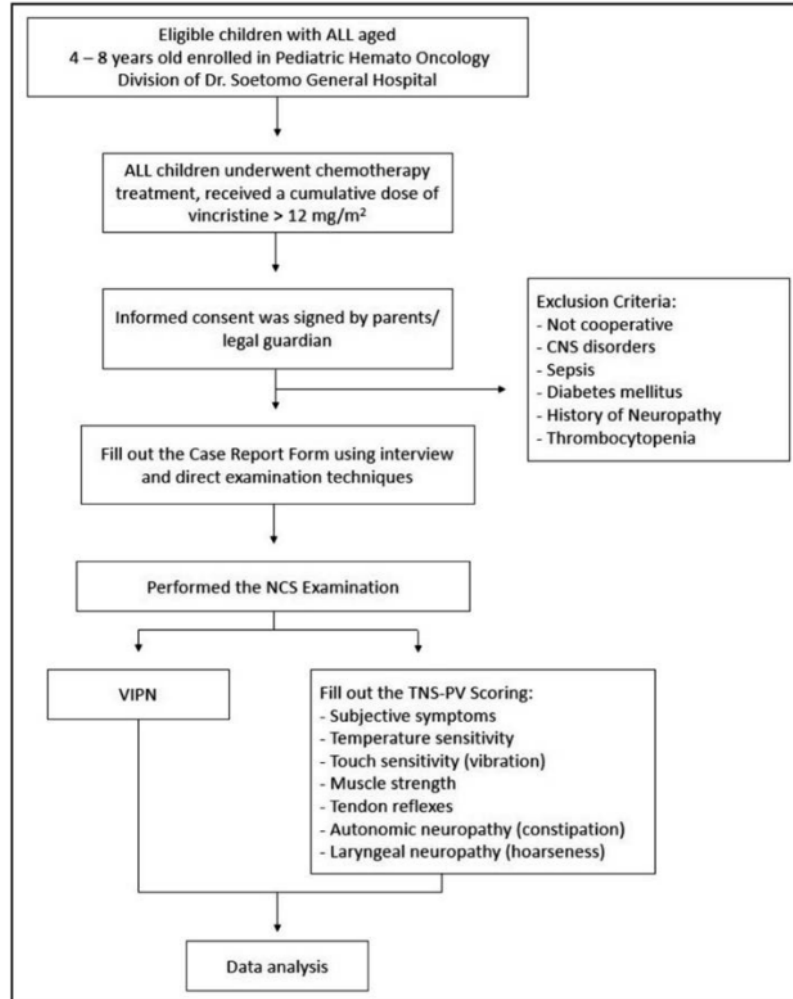 Eligible children with ALL aged
4 – 8 years old enrolled in Pediatric Hemato Oncology
Division of Dr. Soetomo General Hospital
ALL children underwent chemotherapy
treatment, received a cumulative dose of
vincristine > 12 mg/m²
Informed consent was signed by parents/
legal guardian
Exclusion Criteria:
- Not cooperative
- CNS disorders
- Sepsis
- Diabetes mellitus
- History of Neuropathy
- Thrombocytopenia
Fill out the Case Report Form using interview
and direct examination techniques
Performed the NCS Examination
VIPN
Fill out the TNS-PV Scoring:
- Subjective symptoms
- Temperature sensitivity
- Touch sensitivity (vibration)
- Muscle strength
- Tendon reflexes
- Autonomic neuropathy (constipation)
- Laryngeal neuropathy (hoarseness)
Data analysis